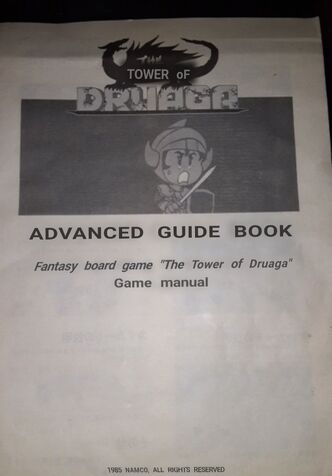 THE
TOWER OF
DRUAGA
ADVANCED GUIDE BOOK
Fantasy board game "The Tower of Druaga"
Game manual
1985 NAMCO, ALL RIGHTS RESERVED